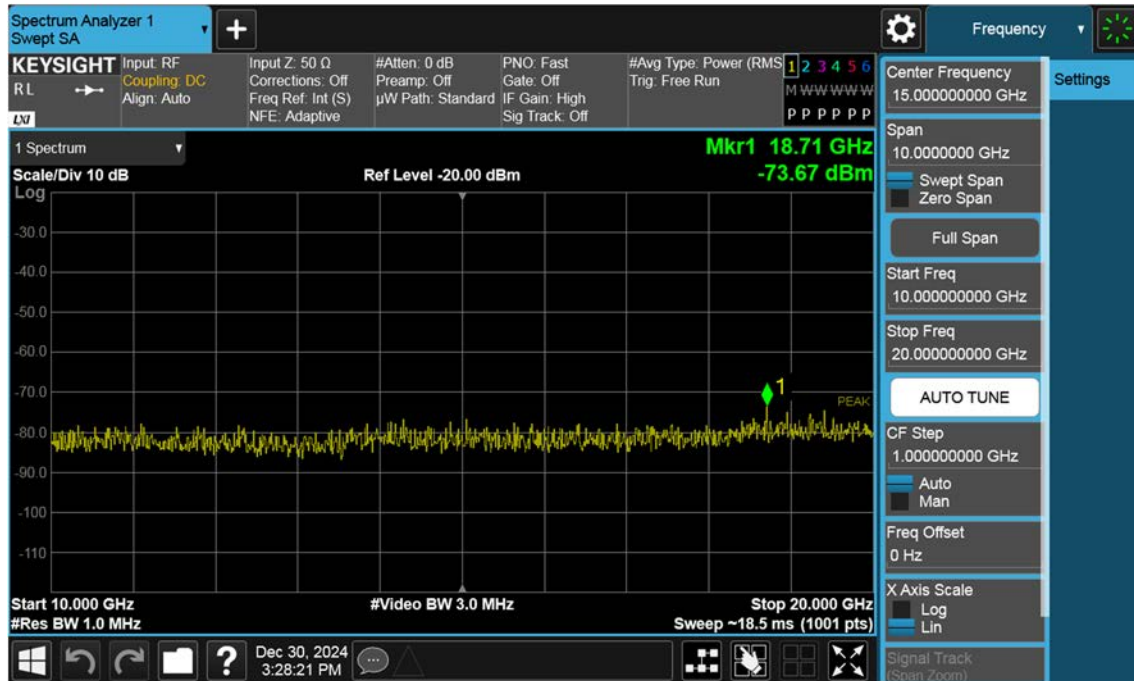 Spectrum Analyzer 1
Swept SA
Frequency
KEYSIGHT
RL
LXI
Input: RF
Coupling: DC
Align: Auto
Input Z: 50 Ω
Corrections: Off
Freq Ref: Int (S)
NFE: Adaptive
#Atten: 0 dB
Preamp: Off
µW Path: Standard
PNO: Fast
Gate: Off
IF Gain: High
Sig Track: Off
#Avg Type: Power (RMS
Trig: Free Run
1 2 3 4 5 6
M W W W W W
P P P P P P
1 Spectrum
Mkr1 18.71 GHz
-73.67 dBm
Scale/Div 10 dB
Ref Level -20.00 dBm
Log
-30.0
-40.0
-50.0
-60.0
-70.0
-80.0
-90.0
-100
-110
1
PEAK
Start 10.000 GHz
#Video BW 3.0 MHz
Stop 20.000 GHz
#Res BW 1.0 MHz
Sweep ~18.5 ms (1001 pts)
Center Frequency
15.000000000 GHz
Settings
Span
10.0000000 GHz
Swept Span
Zero Span
Full Span
Start Freq
10.000000000 GHz
Stop Freq
20.000000000 GHz
AUTO TUNE
CF Step
1.000000000 GHz
Auto
Man
Freq Offset
0 Hz
X Axis Scale
Log
Lin
Signal Track
(Span Zoom)
?
Dec 30, 2024
3:28:21 PM